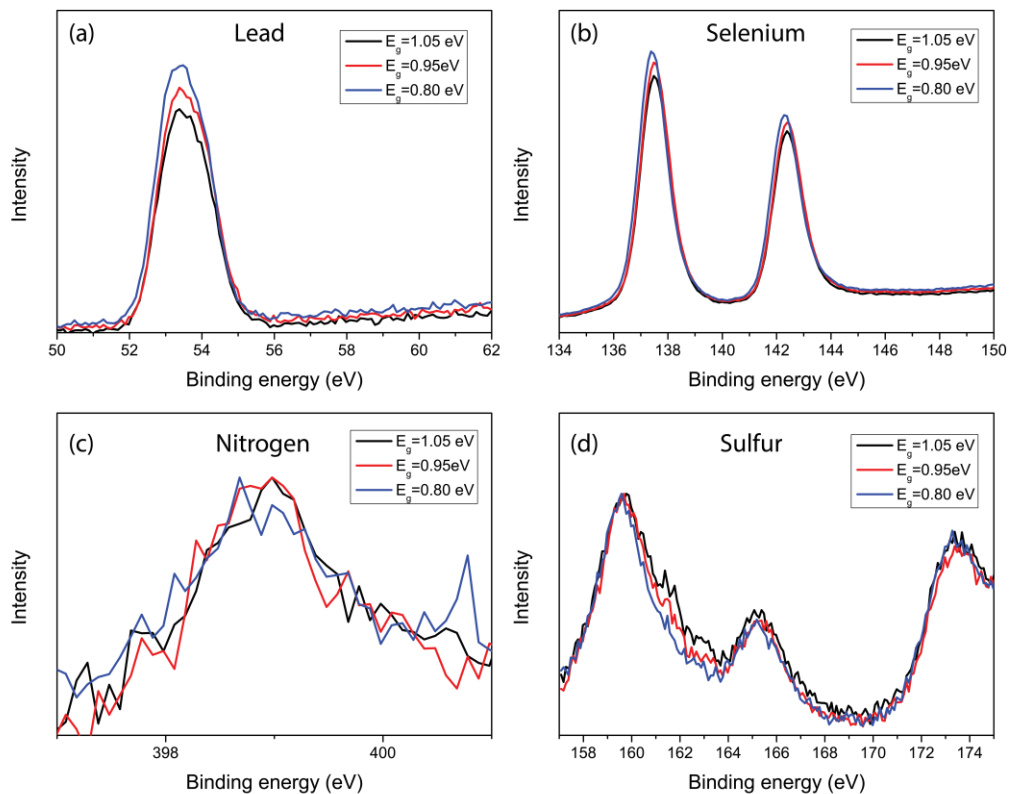 (a) Lead
E_g=1.05 eV
E_g=0.95eV
E_g=0.80 eV
Intensity
50 52 54 56 58 60 62
Binding energy (eV)
(b) Selenium
E_g=1.05 eV
E_g=0.95eV
E_g=0.80 eV
Intensity
134 136 138 140 142 144 146 148 150
Binding energy (eV)
(c) Nitrogen
E_g=1.05 eV
E_g=0.95eV
E_g=0.80 eV
Intensity
398 400
Binding energy (eV)
(d) Sulfur
E_g=1.05 eV
E_g=0.95eV
E_g=0.80 eV
Intensity
158 160 162 164 166 168 170 172 174
Binding energy (eV)